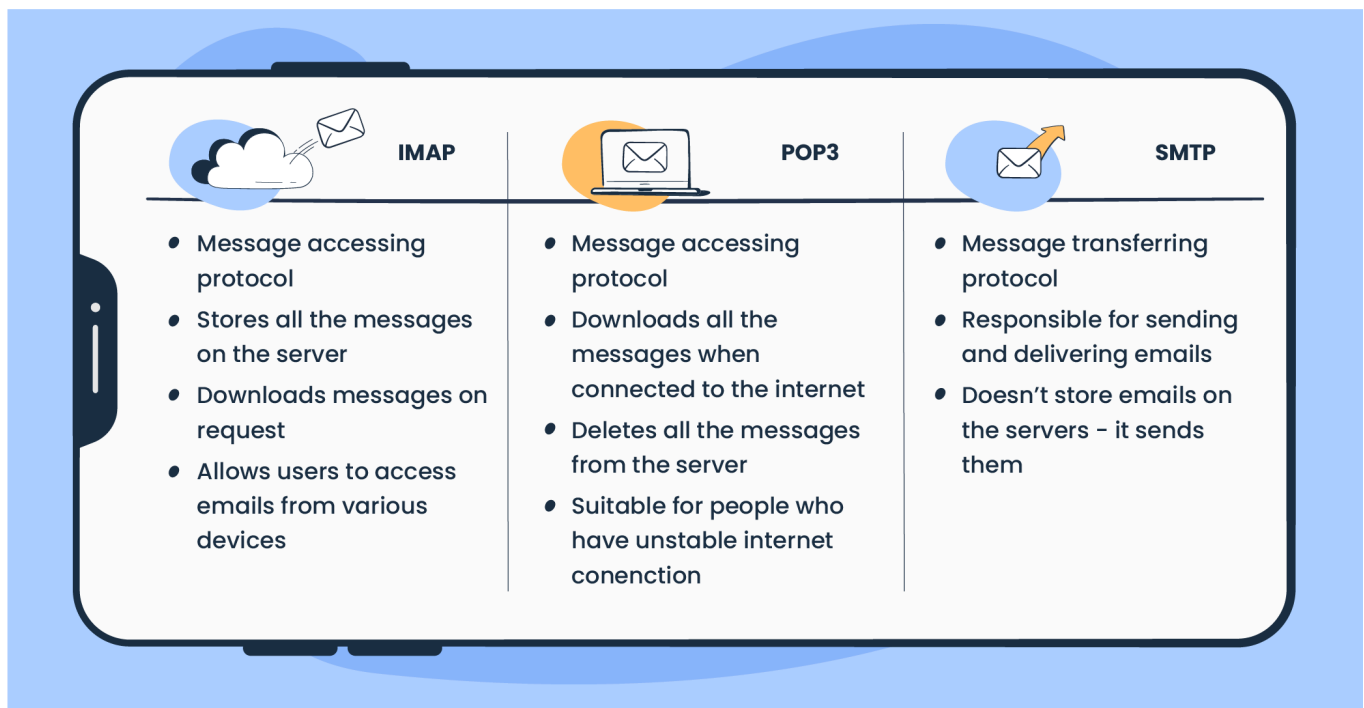 IMAP
• Message accessing
protocol
• Stores all the messages
on the server
• Downloads messages on
request
• Allows users to access
emails from various
devices
POP3
• Message accessing
protocol
• Downloads all the
messages when
connected to the internet
• Deletes all the messages
from the server
• Suitable for people who
have unstable internet
conenction
SMTP
• Message transferring
protocol
• Responsible for sending
and delivering emails
• Doesn’t store emails on
the servers - it sends
them